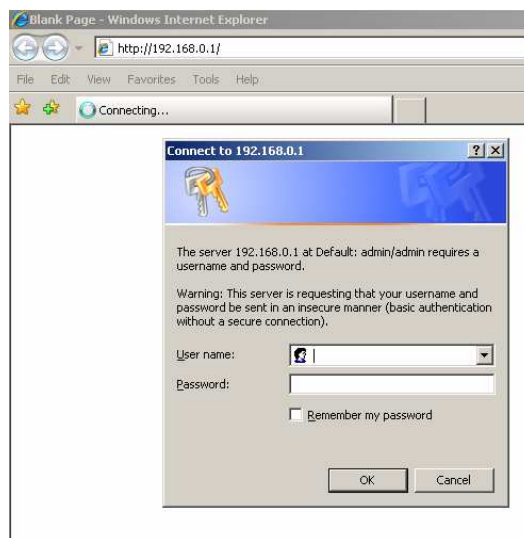 Blank Page - Windows Internet Explorer
http://192.168.0.1/
File Edit View Favorites Tools Help
Connecting...
Connect to 192.168.0.1
The server 192.168.0.1 at Default: admin/admin requires a
username and password.
Warning: This server is requesting that your username and
password be sent in an insecure manner (basic authentication
without a secure connection).
User name:
Password:
Remember my password
OK Cancel